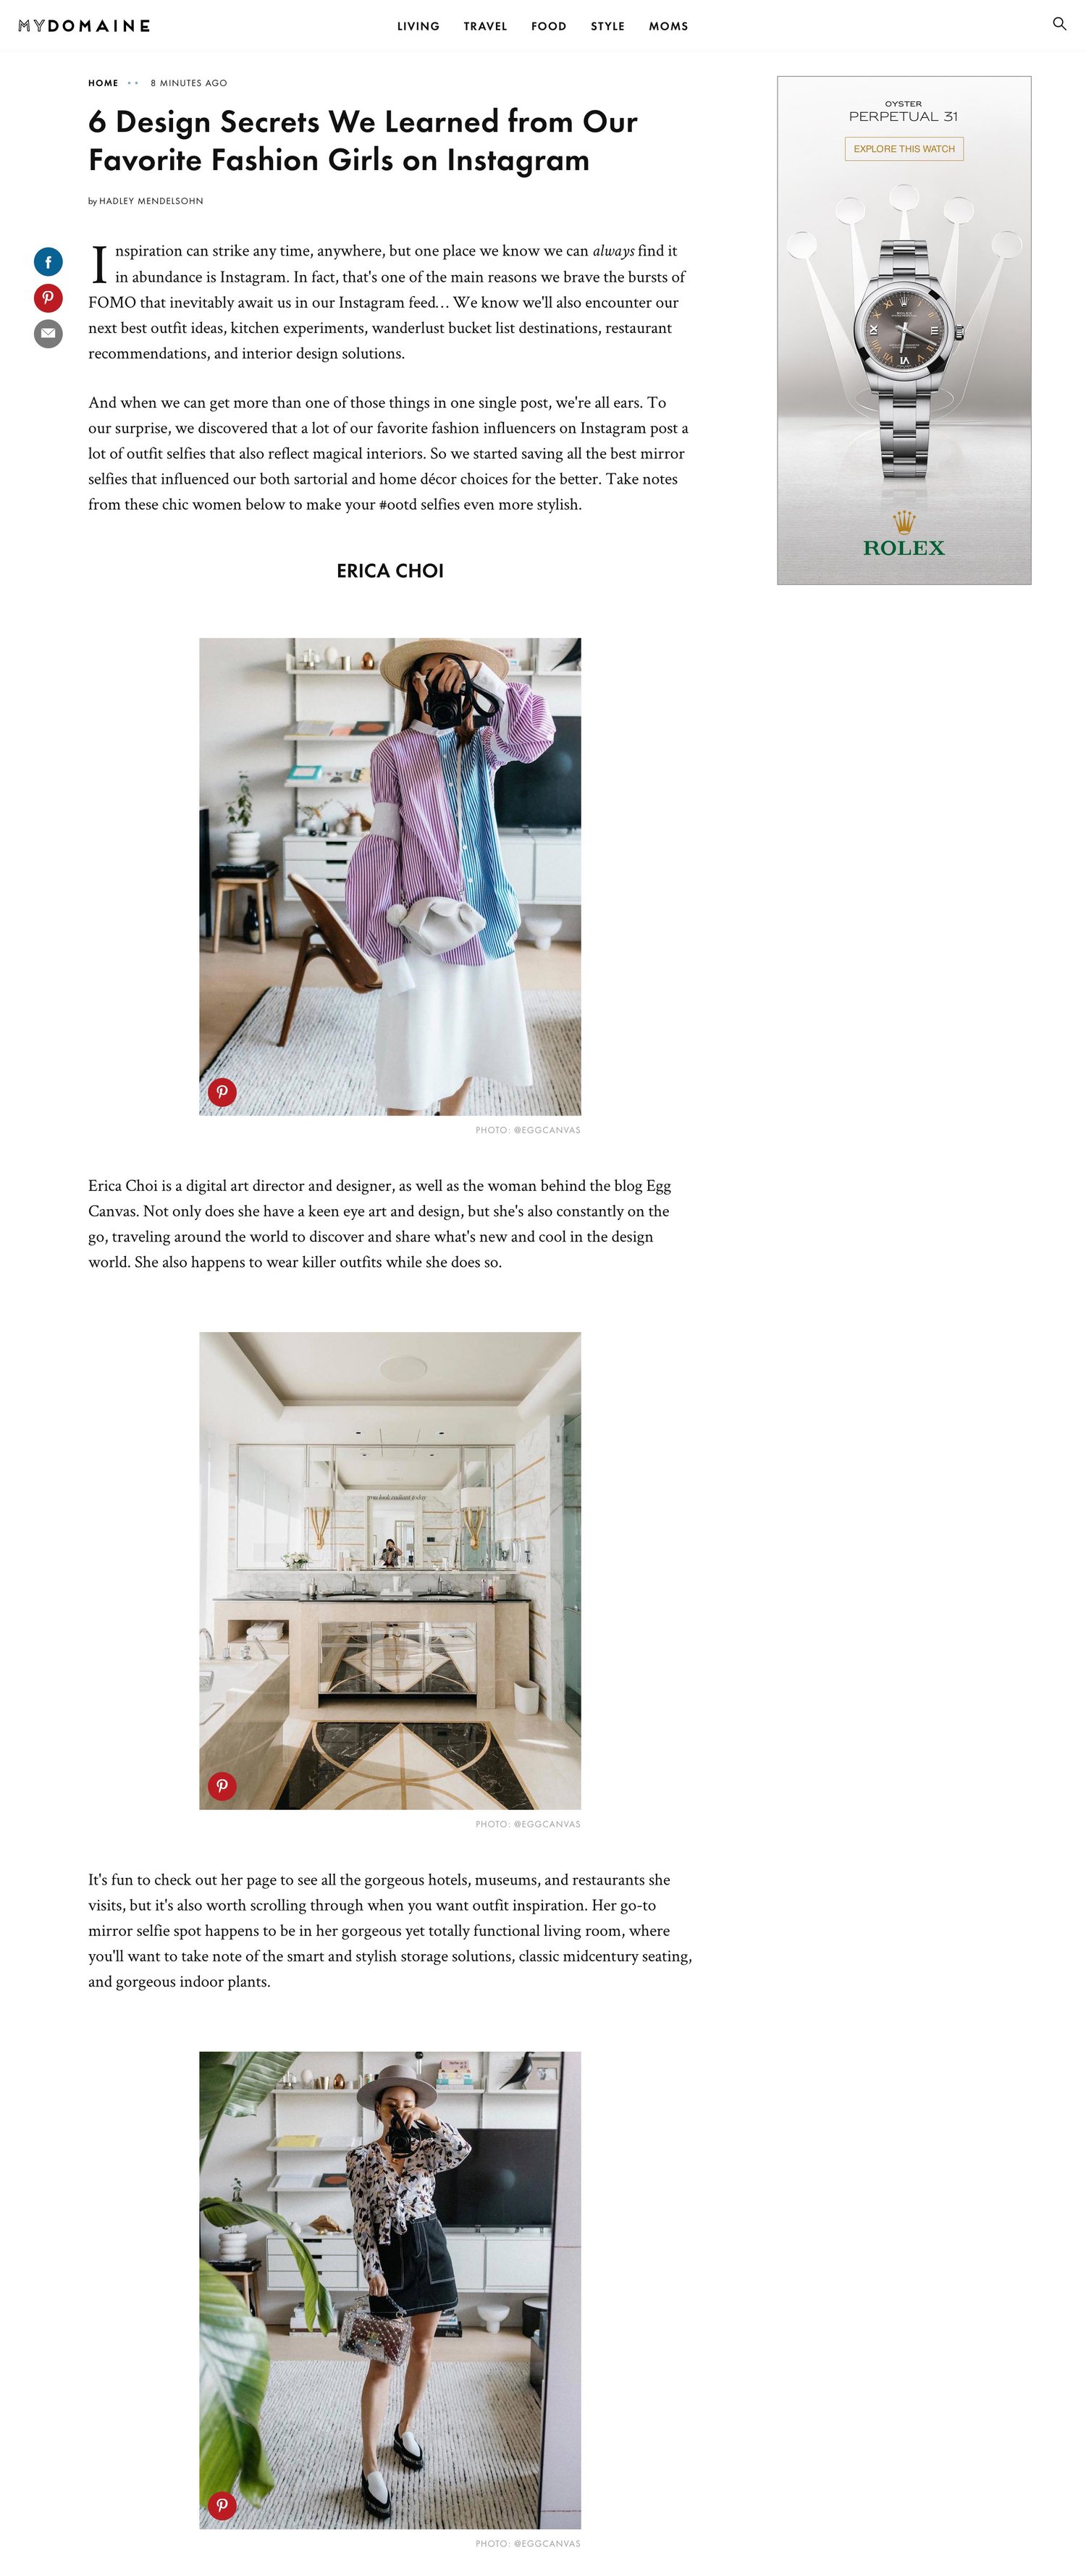 MYDOMAINE
LIVING TRAVEL FOOD STYLE MOMS
HOME 8 MINUTES AGO
6 Design Secrets We Learned from Our
Favorite Fashion Girls on Instagram
by HADLEY MENDELSOHN
Inspiration can strike any time, anywhere, but one place we know we can always find it
in abundance is Instagram. In fact, that's one of the main reasons we brave the bursts of
FOMO that inevitably await us in our Instagram feed… We know we'll also encounter our
next best outfit ideas, kitchen experiments, wanderlust bucket list destinations, restaurant
recommendations, and interior design solutions.
And when we can get more than one of those things in one single post, we're all ears. To
our surprise, we discovered that a lot of our favorite fashion influencers on Instagram post a
lot of outfit selfies that also reflect magical interiors. So we started saving all the best mirror
selfies that influenced our both sartorial and home décor choices for the better. Take notes
from these chic women below to make your #ootd selfies even more stylish.
OYSTER
PERPETUAL 31
EXPLORE THIS WATCH
ROLEX
ERICA CHOI
PHOTO: @EGGCANVAS
Erica Choi is a digital art director and designer, as well as the woman behind the blog Egg
Canvas. Not only does she have a keen eye art and design, but she's also constantly on the
go, traveling around the world to discover and share what's new and cool in the design
world. She also happens to wear killer outfits while she does so.
you look radiant today
PHOTO: @EGGCANVAS
It's fun to check out her page to see all the gorgeous hotels, museums, and restaurants she
visits, but it's also worth scrolling through when you want outfit inspiration. Her go-to
mirror selfie spot happens to be in her gorgeous yet totally functional living room, where
you'll want to take note of the smart and stylish storage solutions, classic midcentury seating,
and gorgeous indoor plants.
PHOTO: @EGGCANVAS